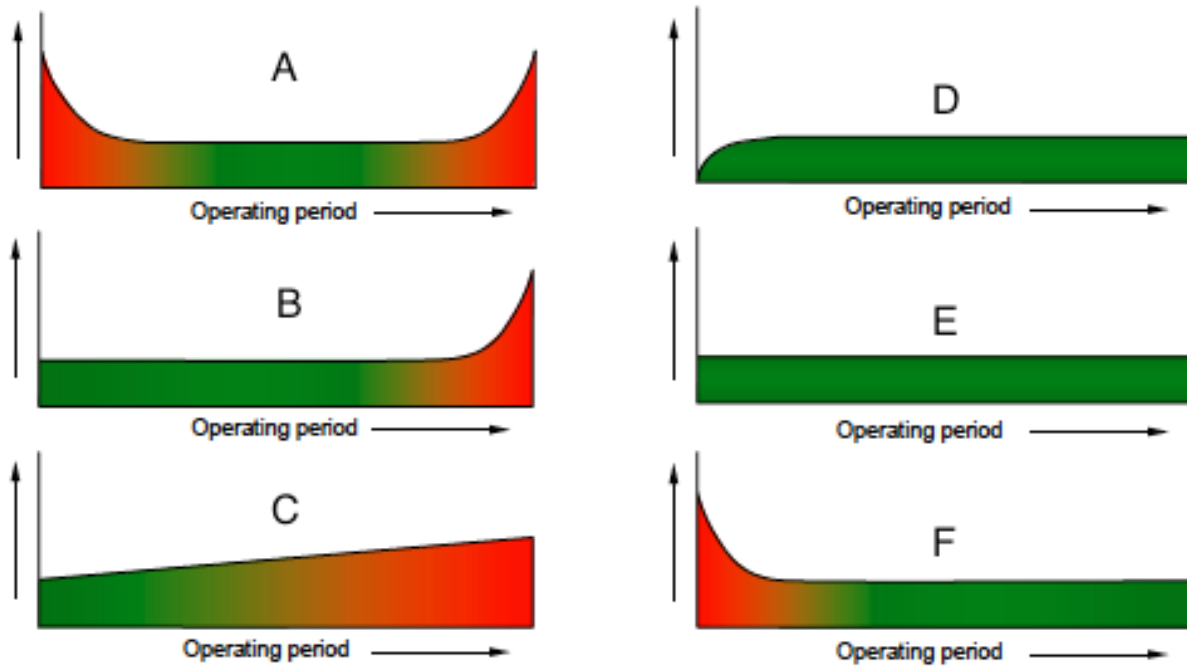 A
Operating period
D
Operating period
B
Operating period
E
Operating period
C
Operating period
F
Operating period